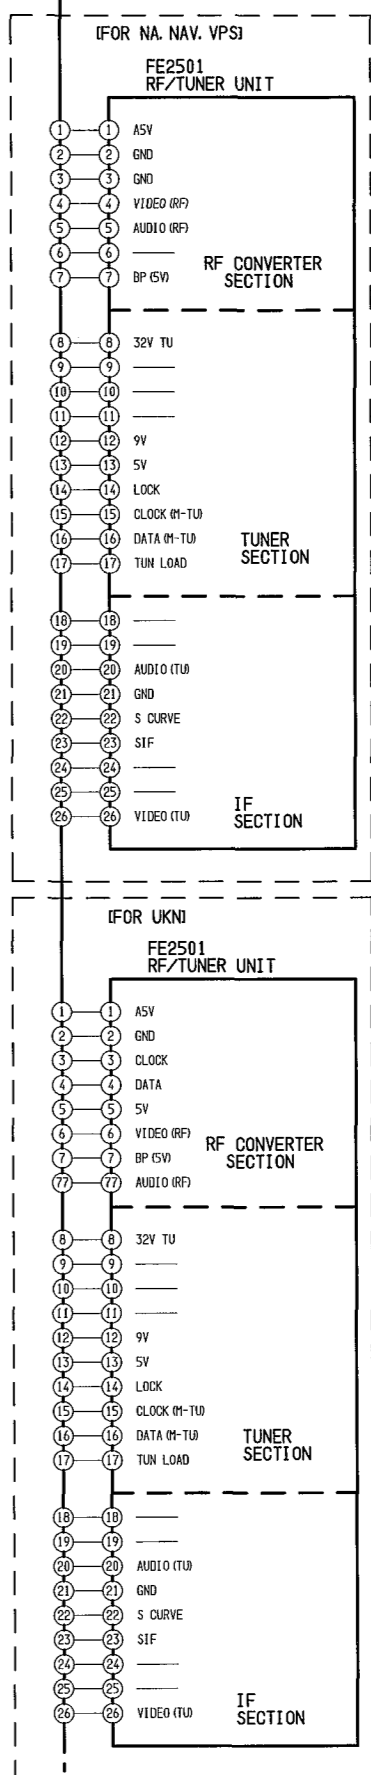 [FOR NA. NAV. VPS]
FE2501
RF/TUNER UNIT
1 1 A5V
2 2 GND
3 3 GND
4 4 VIDEO (RF)
5 5 AUDIO (RF)
6 6
7 7 BP (5V)
RF CONVERTER
SECTION
8 8 32V TU
9 9
10 10
11 11
12 12 9V
13 13 5V
14 14 LOCK
15 15 CLOCK (M-TU)
16 16 DATA (M-TU)
17 17 TUN LOAD
TUNER
SECTION
18 18
19 19
20 20 AUDIO (TU)
21 21 GND
22 22 S CURVE
23 23 SIF
24 24
25 25
26 26 VIDEO (TU)
IF
SECTION
[FOR UKN]
FE2501
RF/TUNER UNIT
1 1 A5V
2 2 GND
3 3 CLOCK
4 4 DATA
5 5 5V
6 6 VIDEO (RF)
7 7 BP (5V)
77 77 AUDIO (RF)
RF CONVERTER
SECTION
8 8 32V TU
9 9
10 10
11 11
12 12 9V
13 13 5V
14 14 LOCK
15 15 CLOCK (M-TU)
16 16 DATA (M-TU)
17 17 TUN LOAD
TUNER
SECTION
18 18
19 19
20 20 AUDIO (TU)
21 21 GND
22 22 S CURVE
23 23 SIF
24 24
25 25
26 26 VIDEO (TU)
IF
SECTION